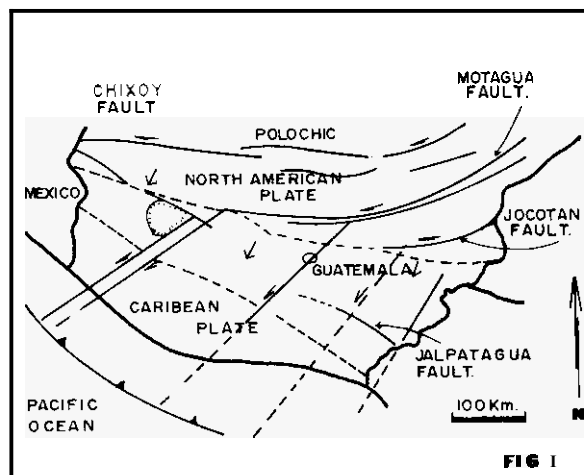 CHIXOY
FAULT
MOTAGUA
FAULT.
POLOCHIC
NORTH AMERICAN
PLATE
MEXICO
JOCOTAN
FAULT.
GUATEMALA
CARIBEAN
PLATE
JALPATAGUA
FAULT.
PACIFIC
OCEAN
100 Km.
N
FIG I